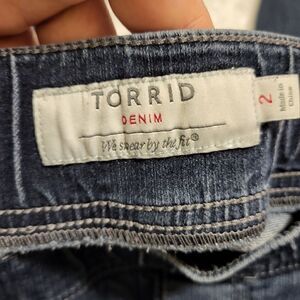 TORRID
DENIM
We swear by the fit®
2
Made in
China